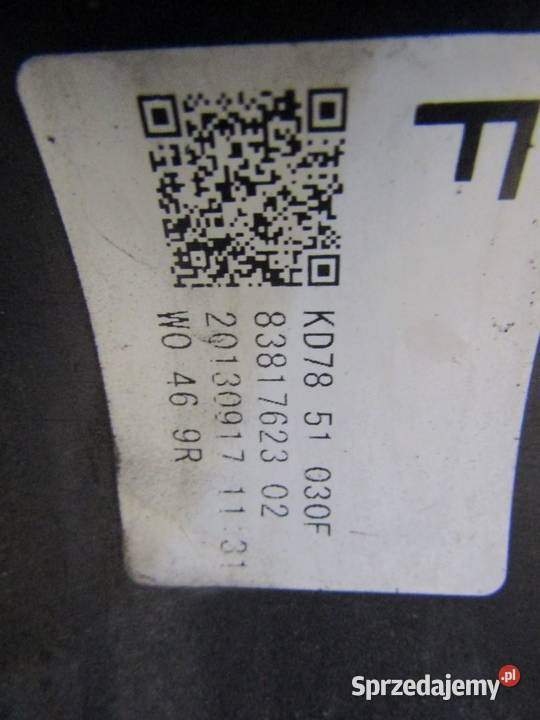 F
KD78 51 030F
83817623 02
20130917 11:31
W0 46 9R
Sprzedajemy.pl